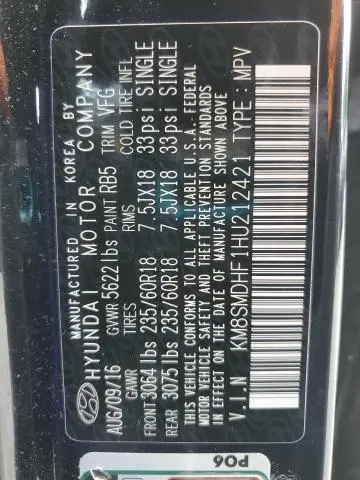 MANUFACTURED IN KOREA BY
HYUNDAI MOTOR COMPANY
AUG/09/16 GVWR 5622 lbs PAINT RB5 TRIM VFG
GAWR TIRES RIMS COLD TIRE INFL
FRONT 3064 lbs 235/60R18 7.5JX18 33psi SINGLE
REAR 3075 lbs 235/60R18 7.5JX18 33psi SINGLE
THIS VEHICLE CONFORMS TO ALL APPLICABLE U.S.A. FEDERAL
MOTOR VEHICLE SAFETY AND THEFT PREVENTION STANDARDS
IN EFFECT ON THE DATE OF MANUFACTURE SHOWN ABOVE
V.I.N : KM8SMDHF1HU212421 TYPE : MPV
P06